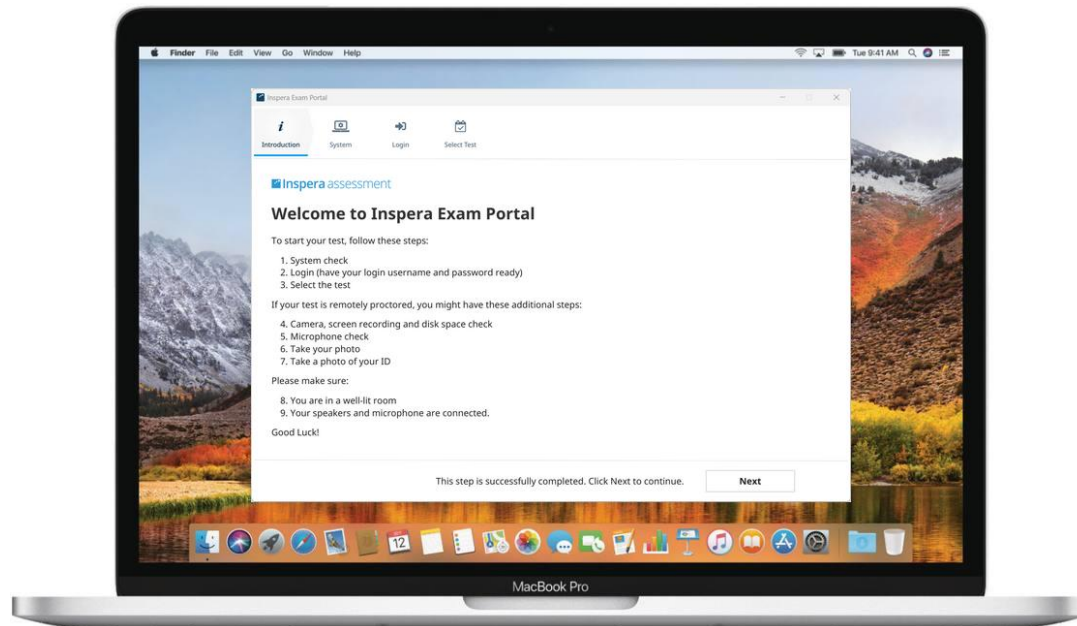 Finder File Edit View Go Window Help Tue 9:41 AM
Inspera Exam Portal
i
Introduction System Login Select Test
Inspera assessment
Welcome to Inspera Exam Portal
To start your test, follow these steps:
1. System check
2. Login (have your login username and password ready)
3. Select the test
If your test is remotely proctored, you might have these additional steps:
4. Camera, screen recording and disk space check
5. Microphone check
6. Take your photo
7. Take a photo of your ID
Please make sure:
8. You are in a well-lit room
9. Your speakers and microphone are connected.
Good Luck!
This step is successfully completed. Click Next to continue. Next
12
MacBook Pro